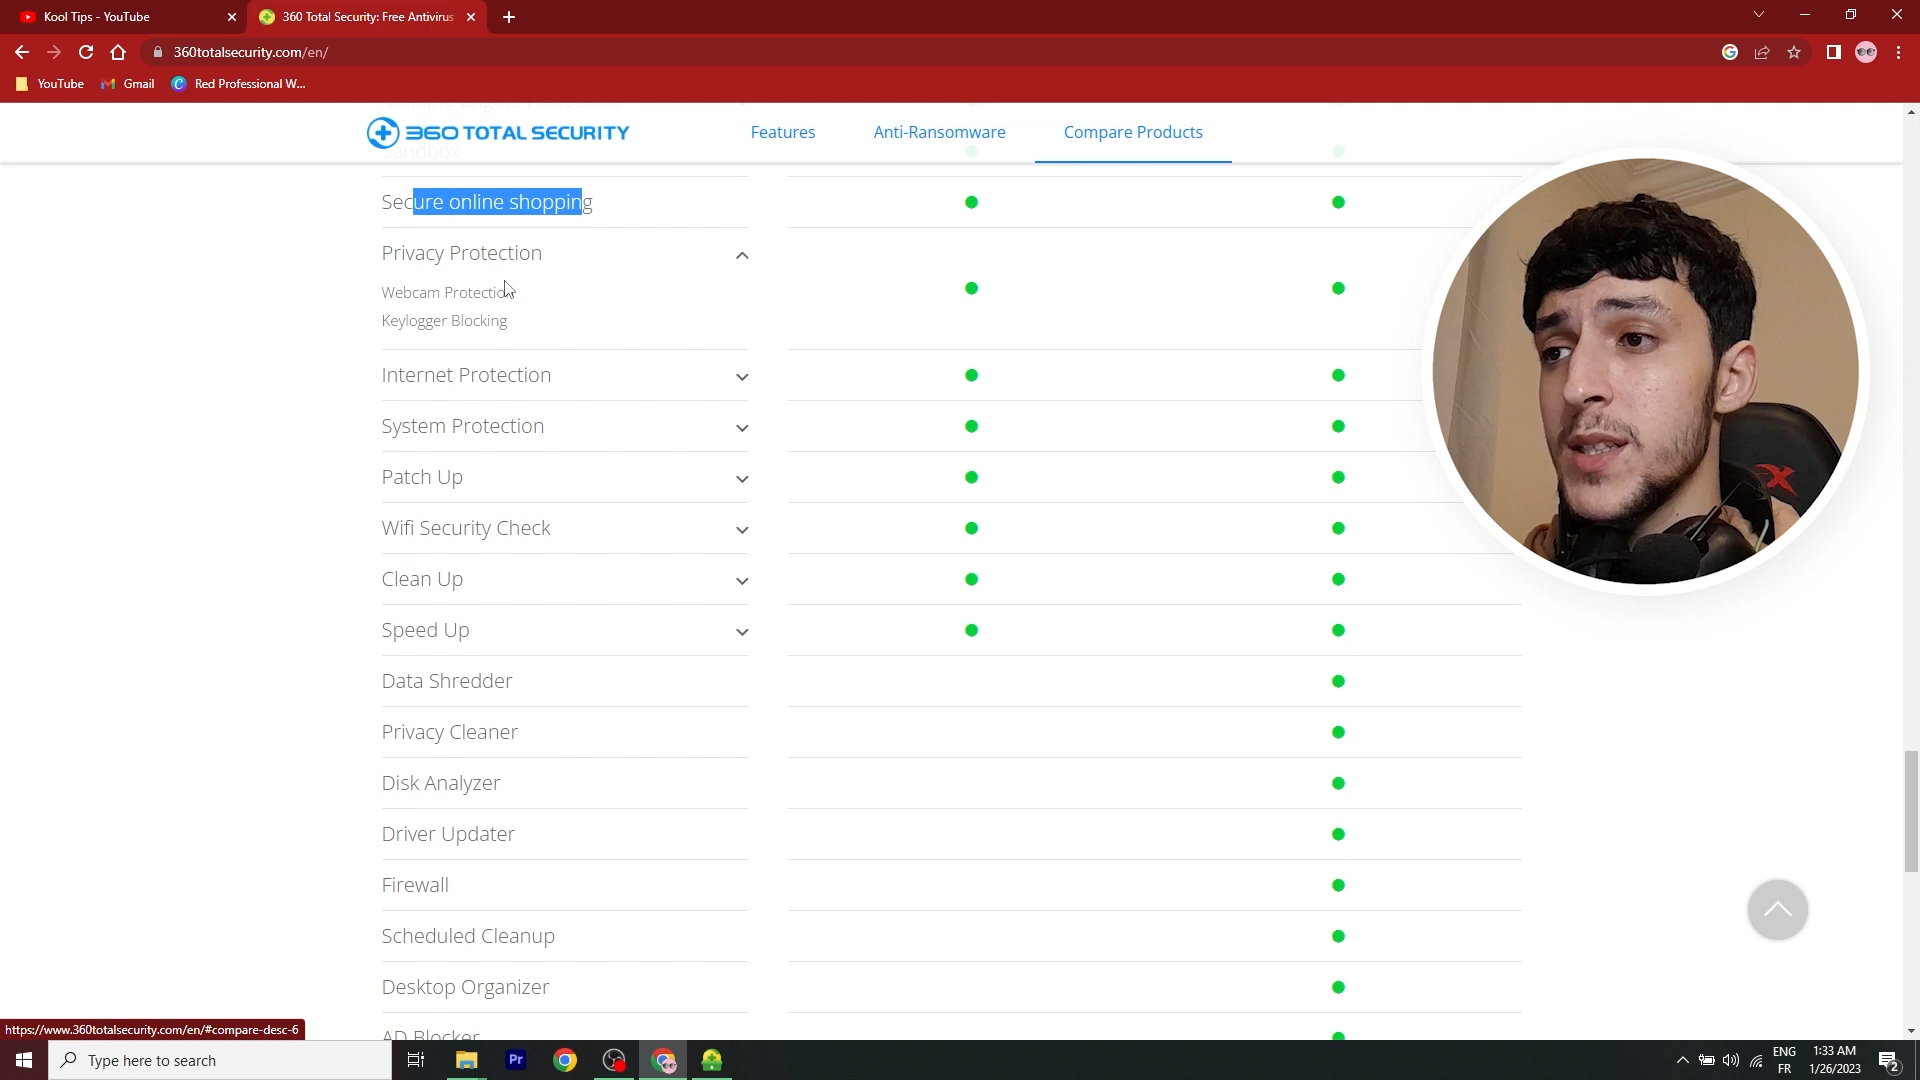 Kool Tips - YouTube
360 Total Security: Free Antivirus
360totalsecurity.com/en/
YouTube
Gmail
Red Professional W...
360 TOTAL SECURITY
Features
Anti-Ransomware
Compare Products
Sandbox
Secure online shopping
Privacy Protection
Webcam Protection
Keylogger Blocking
Internet Protection
System Protection
Patch Up
Wifi Security Check
Clean Up
Speed Up
Data Shredder
Privacy Cleaner
Disk Analyzer
Driver Updater
Firewall
Scheduled Cleanup
Desktop Organizer
AD Blocker
https://www.360totalsecurity.com/en/#compare-desc-6
Type here to search
Pr
ENG
FR
1:33 AM
1/26/2023
2